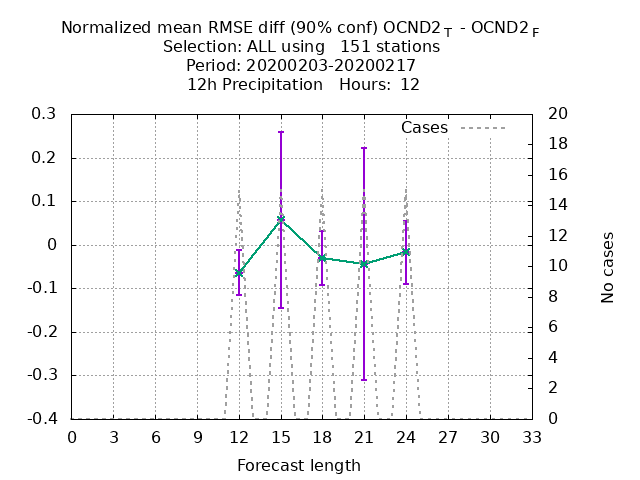 Normalized mean RMSE diff (90% conf) OCND2 T - OCND2 F
Selection: ALL using   151 stations
Period: 20200203-20200217
12h Precipitation   Hours:  12
Cases
0.3
0.2
0.1
0
-0.1
-0.2
-0.3
-0.4
20
18
16
14
12
10
8
6
4
2
0
No cases
0 3 6 9 12 15 18 21 24 27 30 33
Forecast length